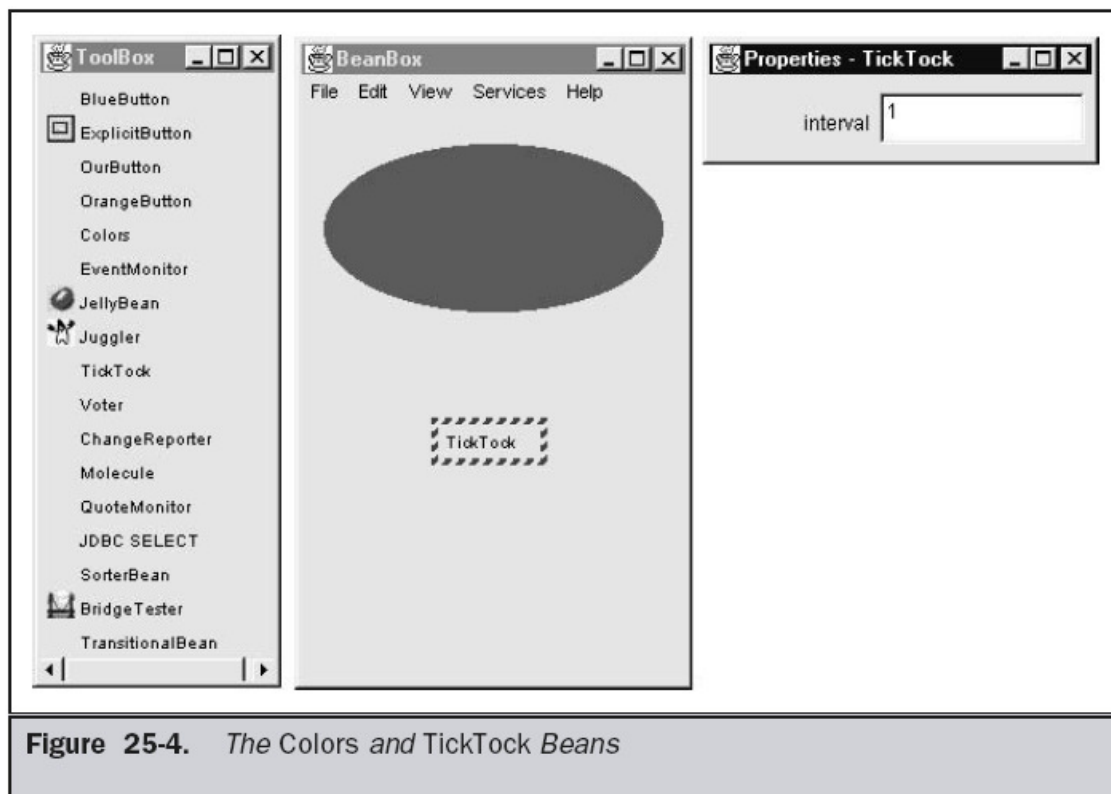 ToolBox
BlueButton
ExplicitButton
OurButton
OrangeButton
Colors
EventMonitor
JellyBean
Juggler
TickTock
Voter
ChangeReporter
Molecule
QuoteMonitor
JDBC SELECT
SorterBean
BridgeTester
TransitionalBean
BeanBox
File Edit View Services Help
TickTock
Properties - TickTock
interval 1
Figure 25-4. The Colors and TickTock Beans